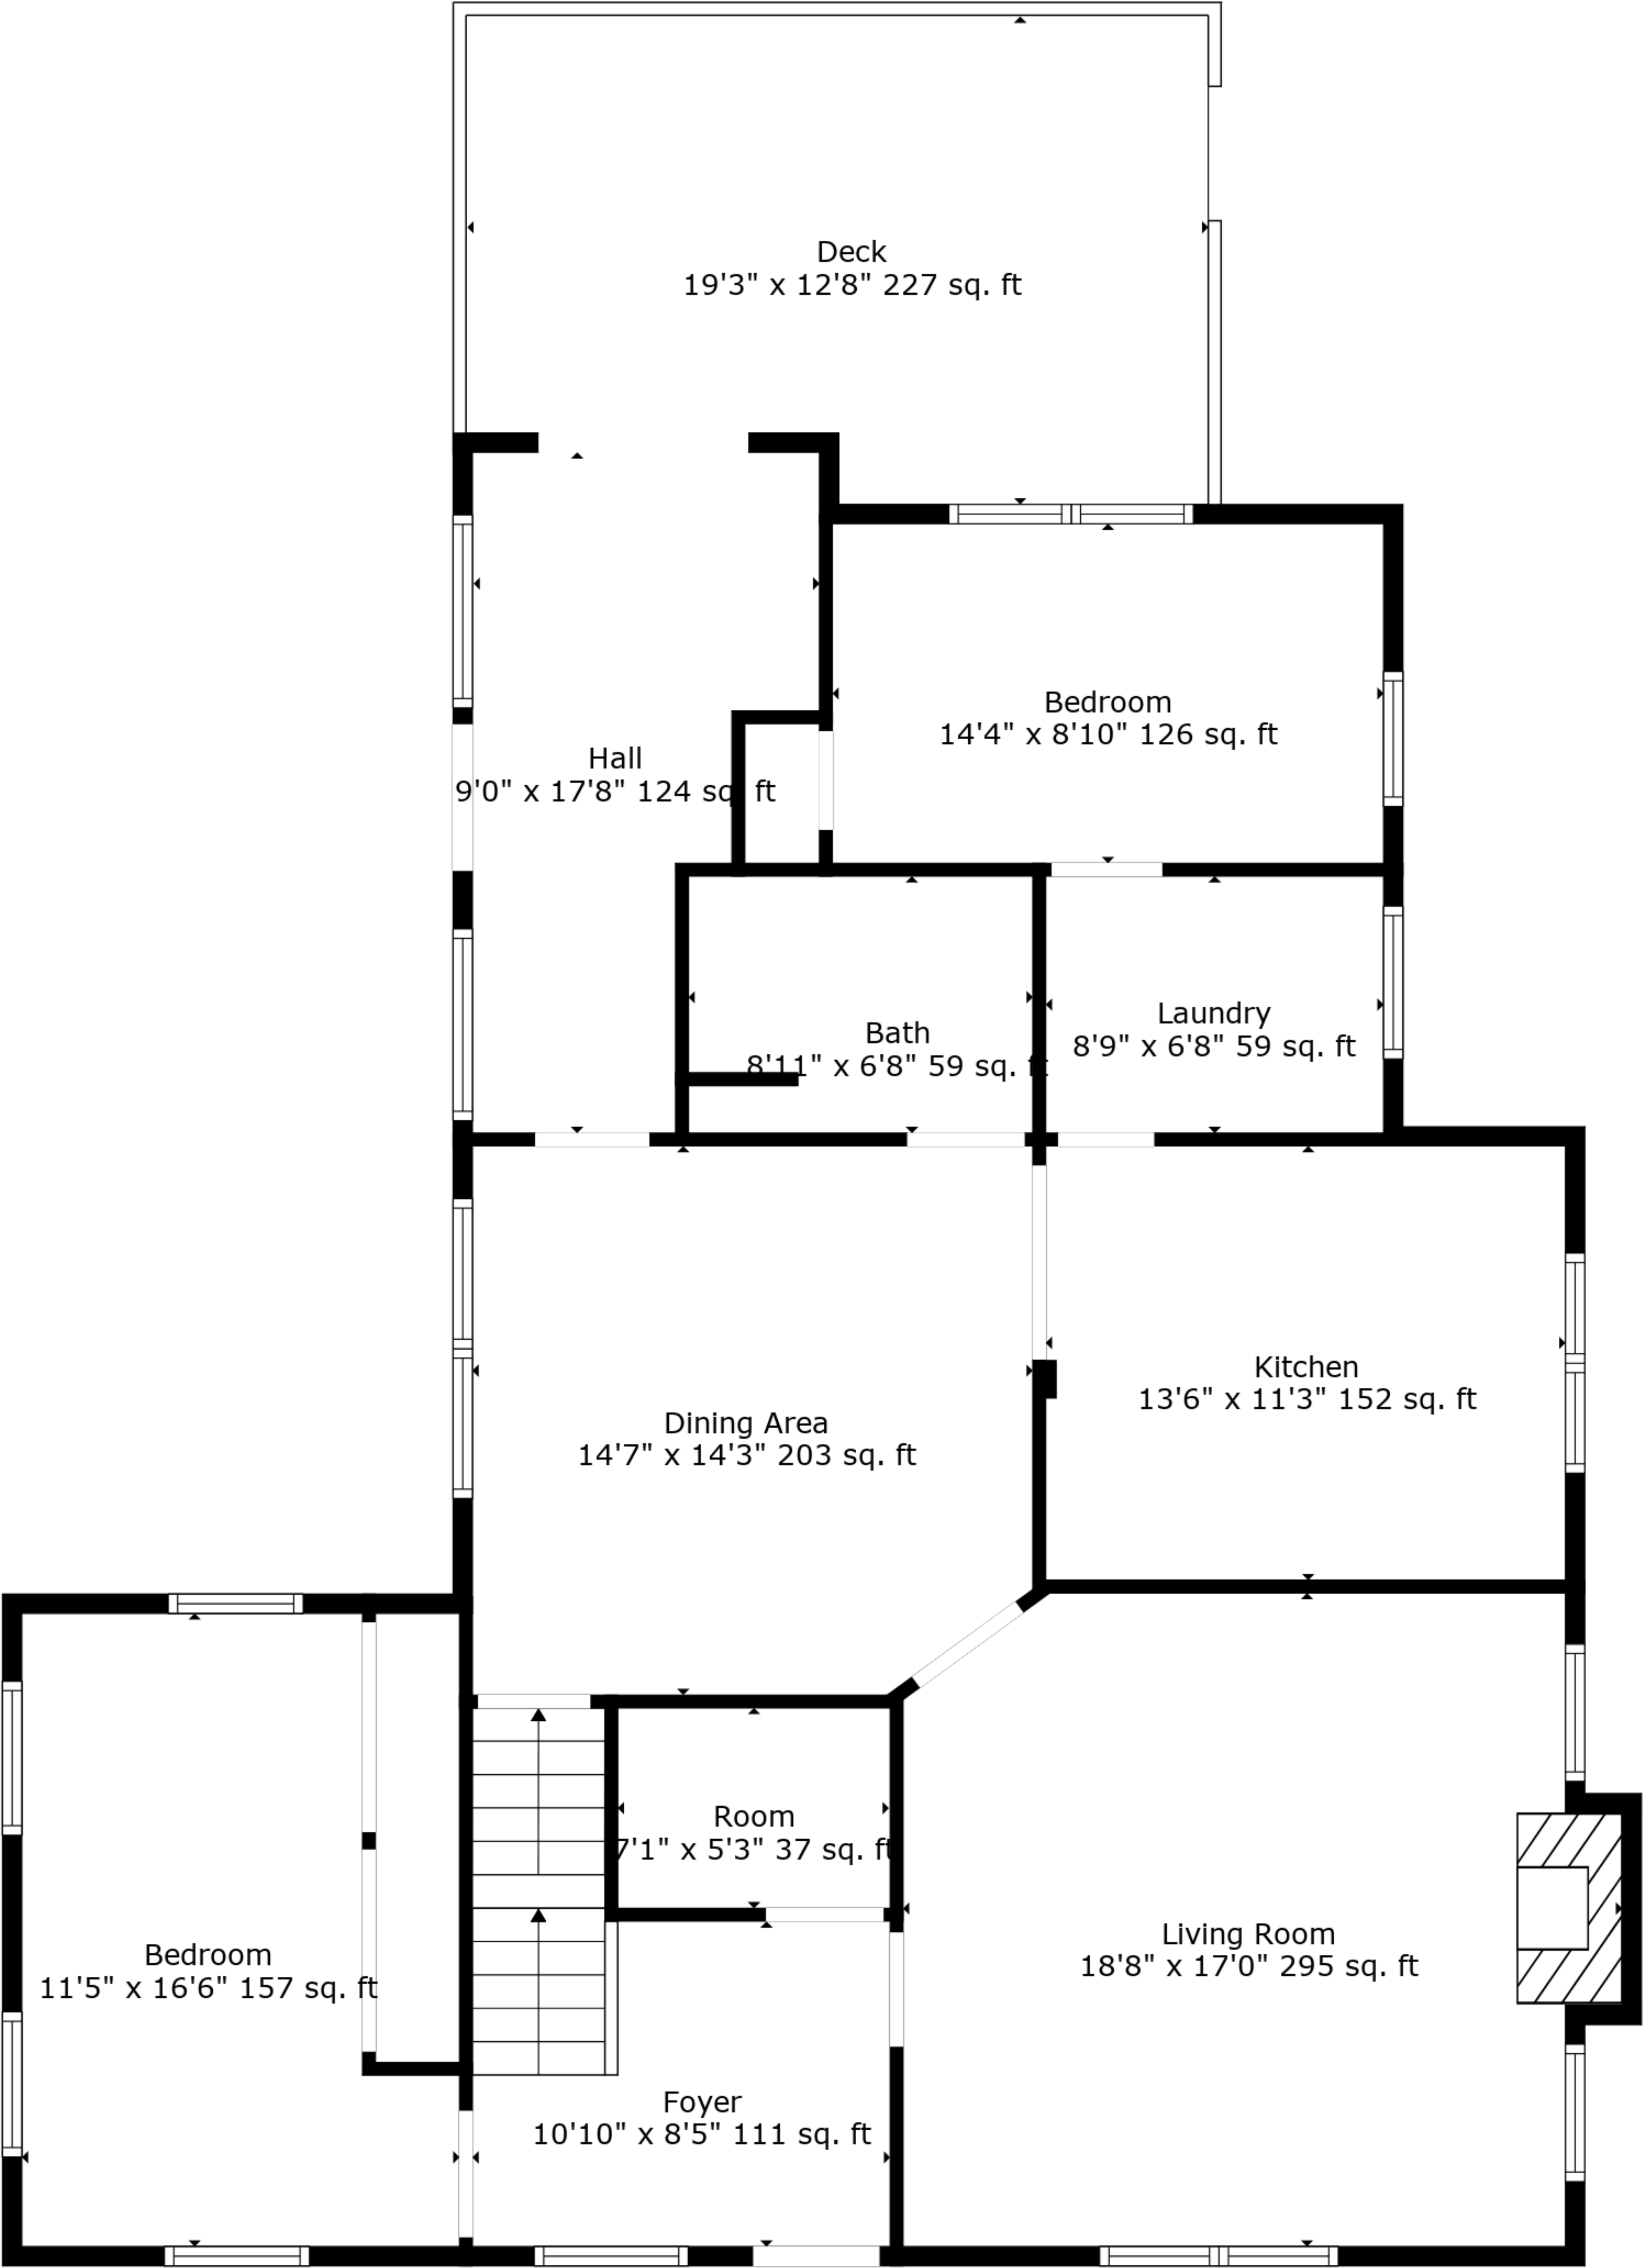 Deck
19'3" x 12'8" 227 sq. ft
Bedroom
14'4" x 8'10" 126 sq. ft
Hall
9'0" x 17'8" 124 sq. ft
Bath
8'11" x 6'8" 59 sq. ft
Laundry
8'9" x 6'8" 59 sq. ft
Kitchen
13'6" x 11'3" 152 sq. ft
Dining Area
14'7" x 14'3" 203 sq. ft
Room
7'1" x 5'3" 37 sq. ft
Living Room
18'8" x 17'0" 295 sq. ft
Bedroom
11'5" x 16'6" 157 sq. ft
Foyer
10'10" x 8'5" 111 sq. ft